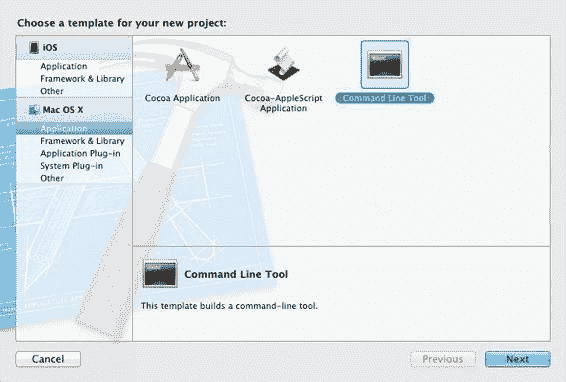 Choose a template for your new project:
iOS
Application
Framework & Library
Other
Mac OS X
Application
Framework & Library
Application Plug-in
System Plug-in
Other
Cocoa Application
Cocoa-AppleScript
Application
Command Line Tool
Command Line Tool
This template builds a command-line tool.
Cancel
Previous
Next